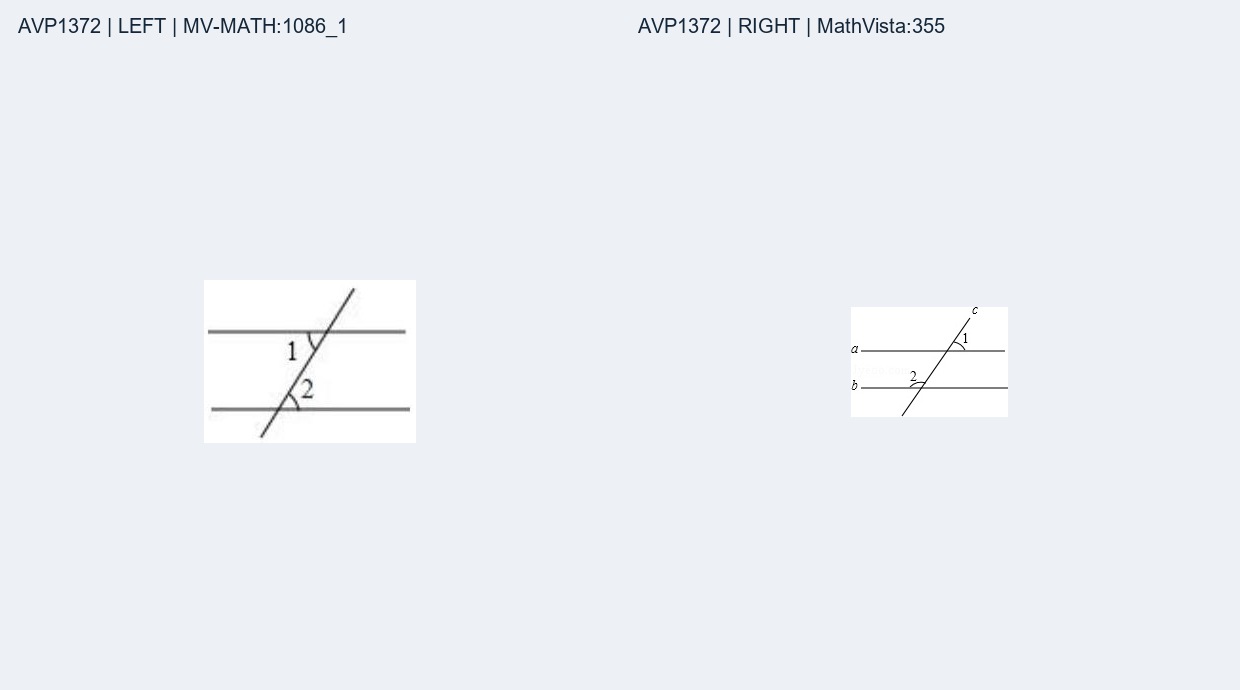 AVP1372 | LEFT | MV-MATH:1086_1
AVP1372 | RIGHT | MathVista:355
1
2
c
1
a
2
b